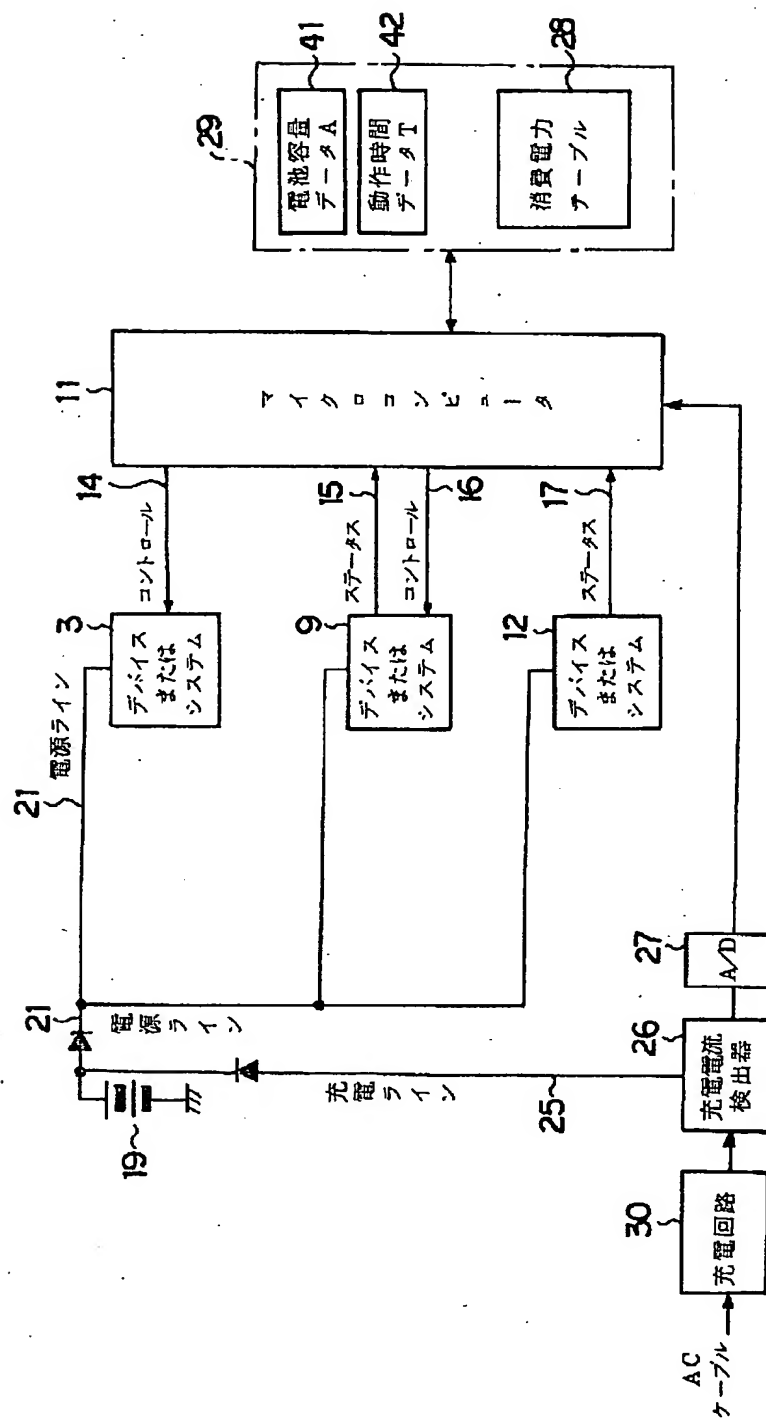 29
41
電池容量
データA
42
動作時間
データT
28
消費電力
テーブル
11
マイクロコンピュータ
14
コントロール
15
ステータス
16
コントロール
17
ステータス
3
デバイス
または
システム
9
デバイス
または
システム
12
デバイス
または
システム
21
電源ライン
21
電源ライン
19
充電ライン
25
27
A/D
26
充電電流
検出器
30
充電回路
AC
ケーブル